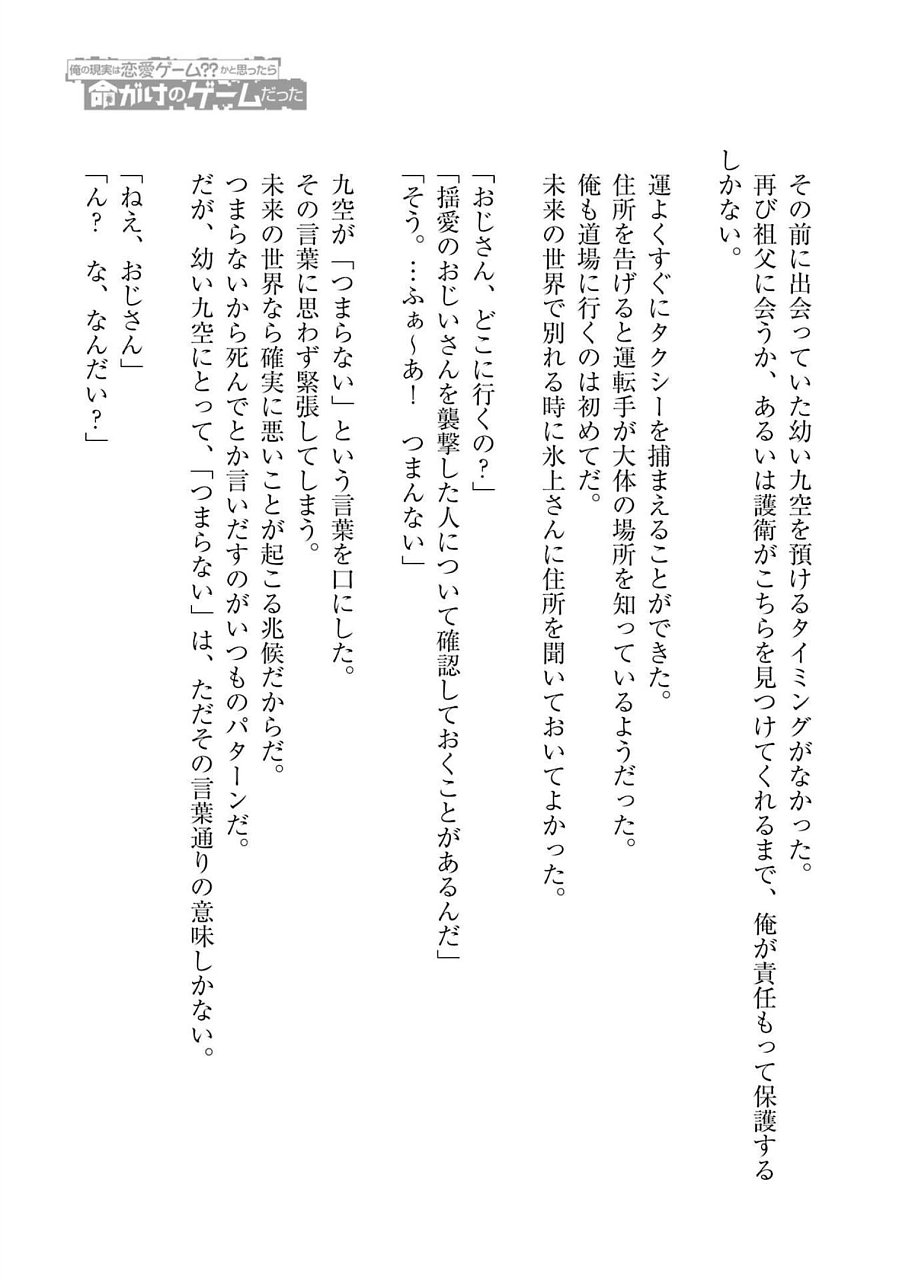 俺の現実は恋愛ゲーム??かと思ったら
命がけのゲームだった
その前に出会っていた幼い九空を預けるタイミングがなかった。
再び祖父に会うか、あるいは護衛がこちらを見つけてくれるまで、俺が責任もって保護する
しかない。
運よくすぐにタクシーを捕まえることができた。
住所を告げると運転手が大体の場所を知っているようだった。
俺も道場に行くのは初めてだ。
未来の世界で別れる時に氷上さんに住所を聞いておいてよかった。
「おじさん、どこに行くの？」
「揺愛のおじいさんを襲撃した人について確認しておくことがあるんだ」
「そう。…ふぁ〜あ！　つまんない」
九空が「つまらない」という言葉を口にした。
その言葉に思わず緊張してしまう。
未来の世界なら確実に悪いことが起こる兆候だからだ。
つまらないから死んでとか言いだすのがいつものパターンだ。
だが、幼い九空にとって、「つまらない」は、ただその言葉通りの意味しかない。
「ねえ、おじさん」
「ん？　な、なんだい？」